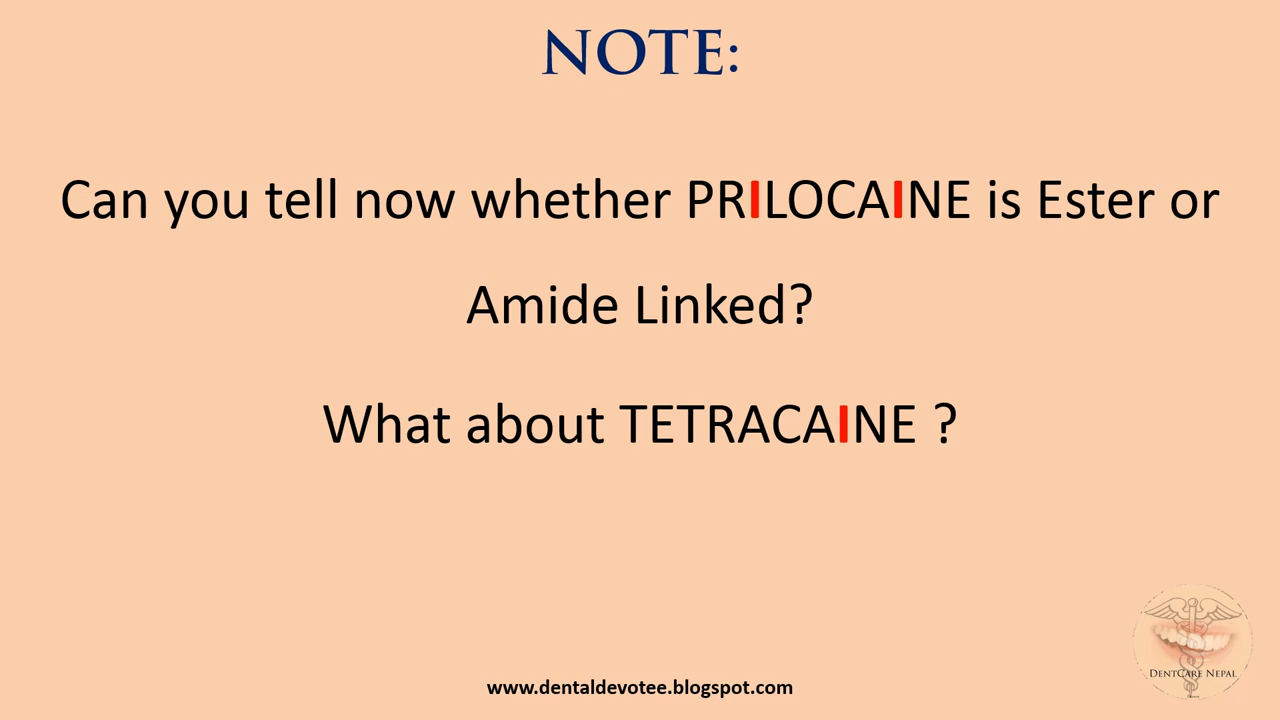 NOTE:
Can you tell now whether PRILOCAINE is Ester or
Amide Linked?
What about TETRACAINE ?
DENTCARE NEPAL
www.dentaldevotee.blogspot.com